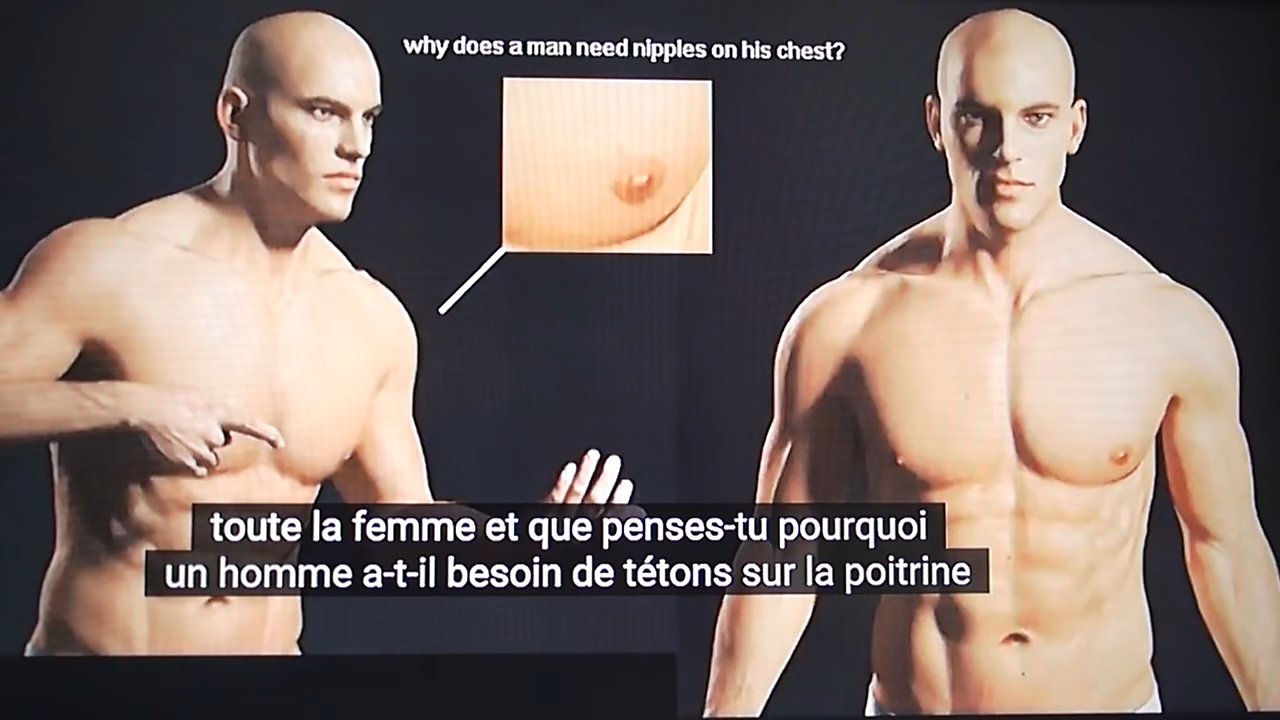 why does a man need nipples on his chest?
toute la femme et que penses-tu pourquoi
un homme a-t-il besoin de tétons sur la poitrine